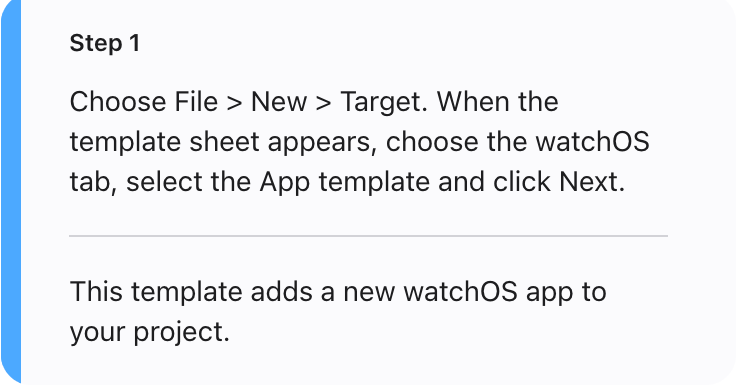 Step 1
Choose File > New > Target. When the
template sheet appears, choose the watchOS
tab, select the App template and click Next.
This template adds a new watchOS app to
your project.